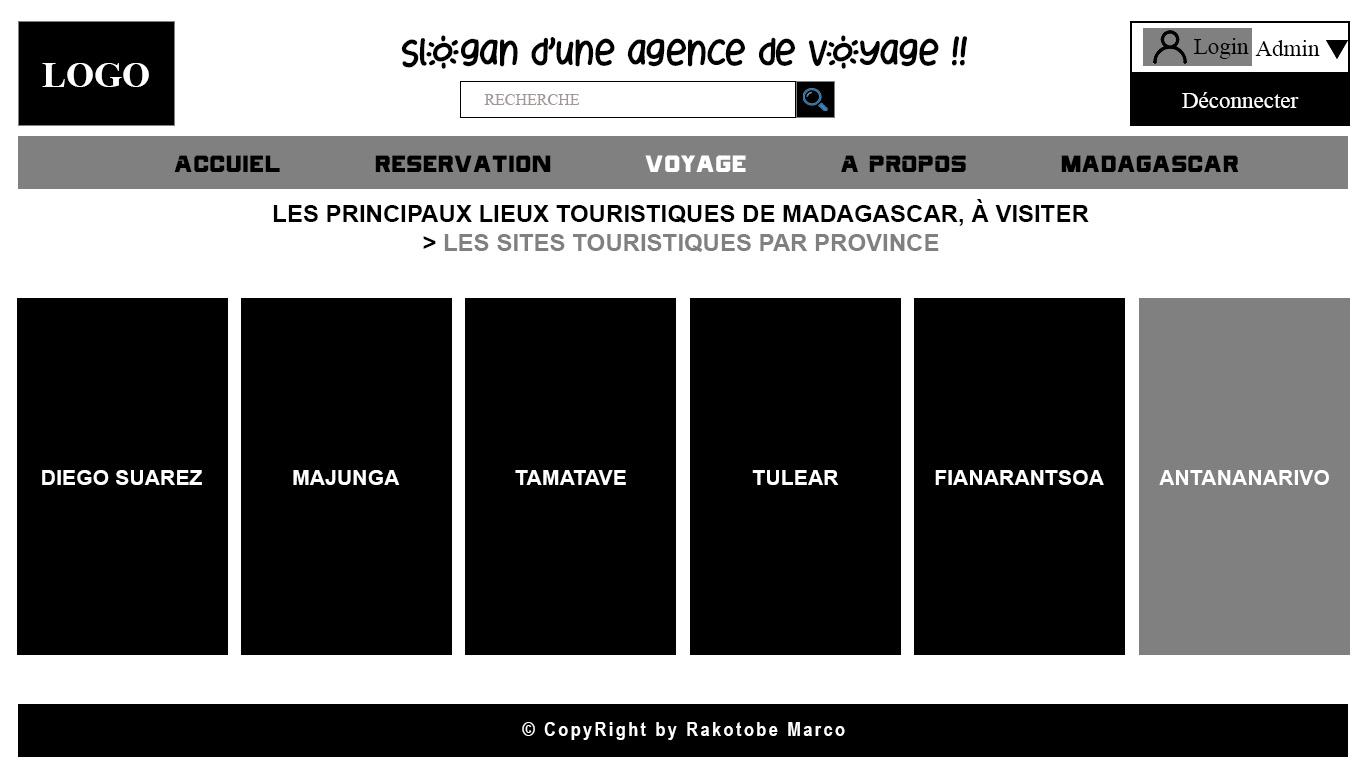 LOGO
slogan d'une agence de voyage !!
RECHERCHE
Login Admin
Déconnecter
ACCUIEL RESERVATION VOYAGE A PROPOS MADAGASCAR
LES PRINCIPAUX LIEUX TOURISTIQUES DE MADAGASCAR, À VISITER
> LES SITES TOURISTIQUES PAR PROVINCE
DIEGO SUAREZ MAJUNGA TAMATAVE TULEAR FIANARANTSOA ANTANANARIVO
© CopyRight by Rakotobe Marco